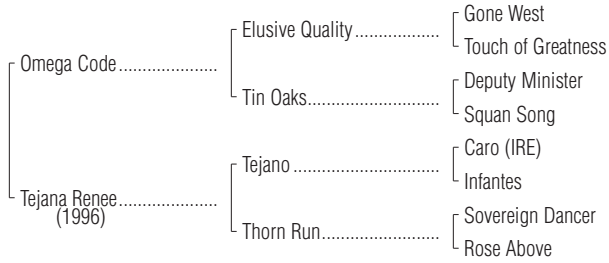 Gone West
Elusive Quality...................
Touch of Greatness
Omega Code.....................
Deputy Minister
Tin Oaks..............................
Squan Song
Caro (IRE)
Tejano .................................
Infantes
Tejana Renee.....................
(1996)
Sovereign Dancer
Thorn Run...........................
Rose Above